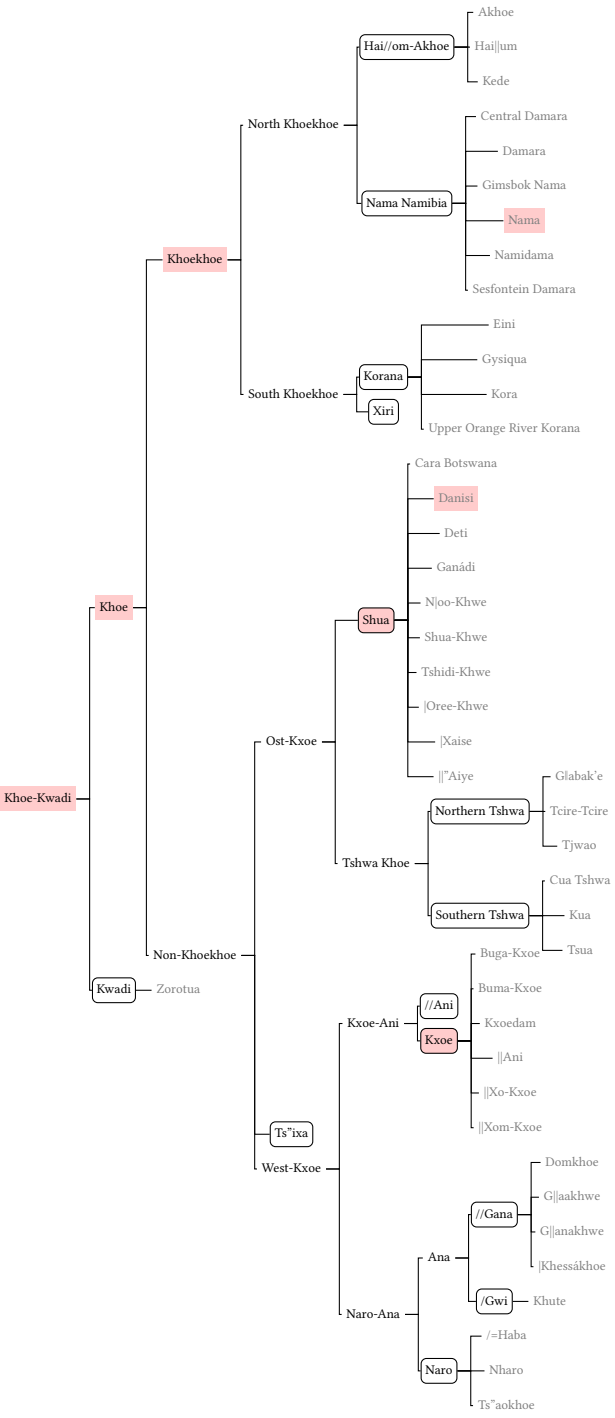 Akhoe
Hai//om-Akhoe
Hai||um
Kede
Central Damara
North Khoekhoe
Damara
Gimsbok Nama
Nama Namibia
Nama
Namidama
Khoekhoe
Sesfontein Damara
Eini
Gysiqua
Korana
South Khoekhoe
Kora
Xiri
Upper Orange River Korana
Cara Botswana
Danisi
Deti
Ganádi
N|oo-Khwe
Khoe
Shua
Shua-Khwe
Tshidi-Khwe
|Oree-Khwe
Ost-Kxoe
|Xaise
||"Aiye
Gǁabak'e
Khoe-Kwadi
Northern Tshwa
Tcire-Tcire
Tjwao
Tshwa Khoe
Cua Tshwa
Southern Tshwa
Kua
Tsua
Non-Khoekhoe
Buga-Kxoe
Kwadi
Zorotua
Buma-Kxoe
//Ani
Kxoe-Ani
Kxoedam
Kxoe
||Ani
||Xo-Kxoe
||Xom-Kxoe
Ts"ixa
West-Kxoe
Domkhoe
G||aakhwe
//Gana
G||anakhwe
Ana
|Khessákhoe
/Gwi
Khute
Naro-Ana
/=Haba
Naro
Nharo
Ts"aokhoe